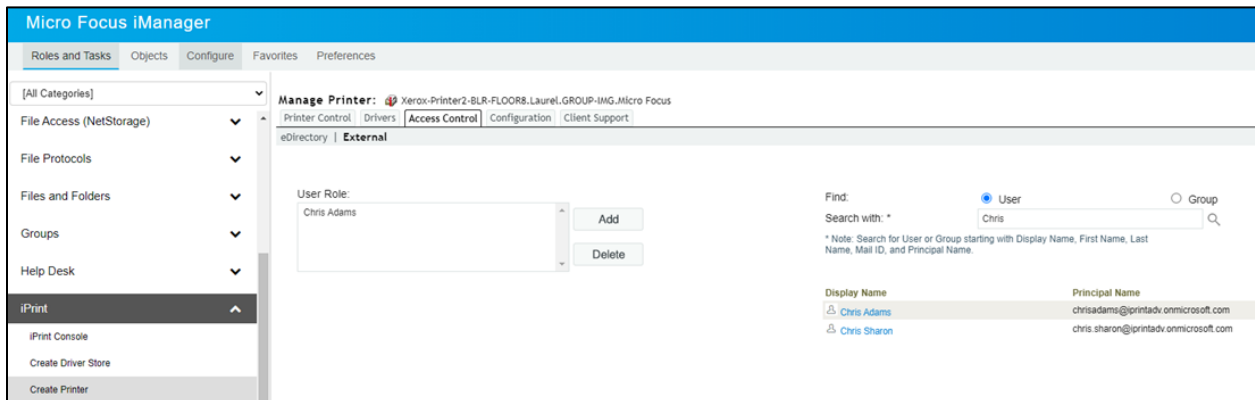 Micro Focus iManager
Roles and Tasks Objects Configure Favorites Preferences
[All Categories]
File Access (NetStorage)
File Protocols
Files and Folders
Groups
Help Desk
iPrint
iPrint Console
Create Driver Store
Create Printer
Manage Printer: Xerox-Printer2-BLR-FLOOR8.Laurel.GROUP-IMG.Micro Focus
Printer Control Drivers Access Control Configuration Client Support
eDirectory | External
User Role:
Chris Adams
Add
Delete
Find: User Group
Search with: * Chris
* Note: Search for User or Group starting with Display Name, First Name, Last
Name, Mail ID, and Principal Name.
Display Name Principal Name
Chris Adams chrisadams@iprintadv.onmicrosoft.com
Chris Sharon chris.sharon@iprintadv.onmicrosoft.com